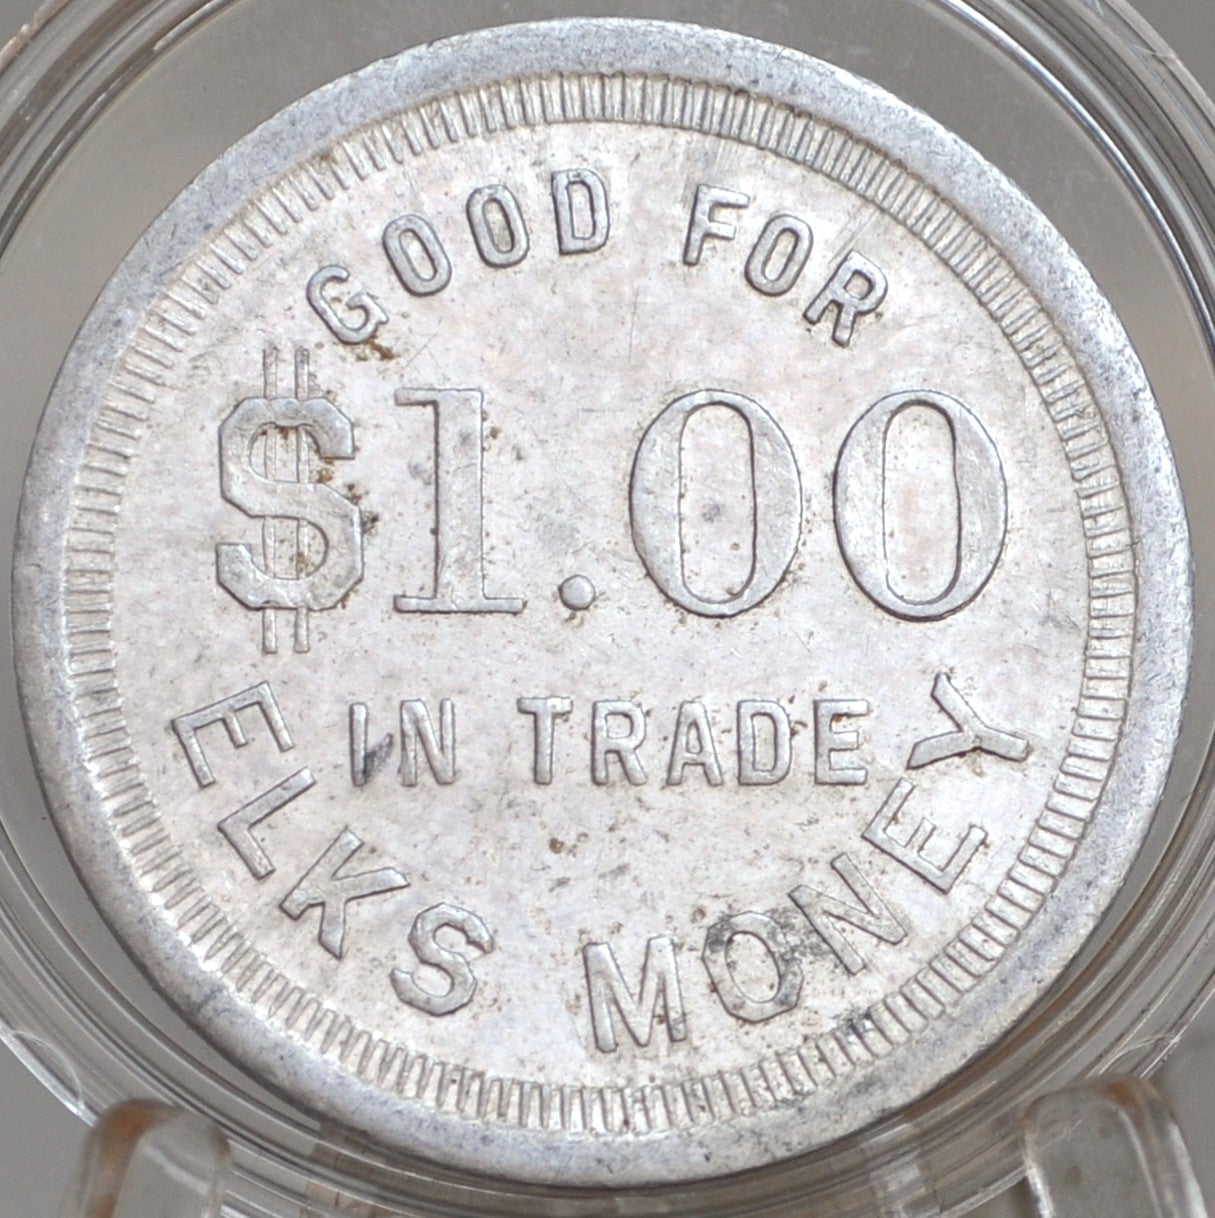 GOOD FOR
$1.00
IN TRADE
ELKS MONEY